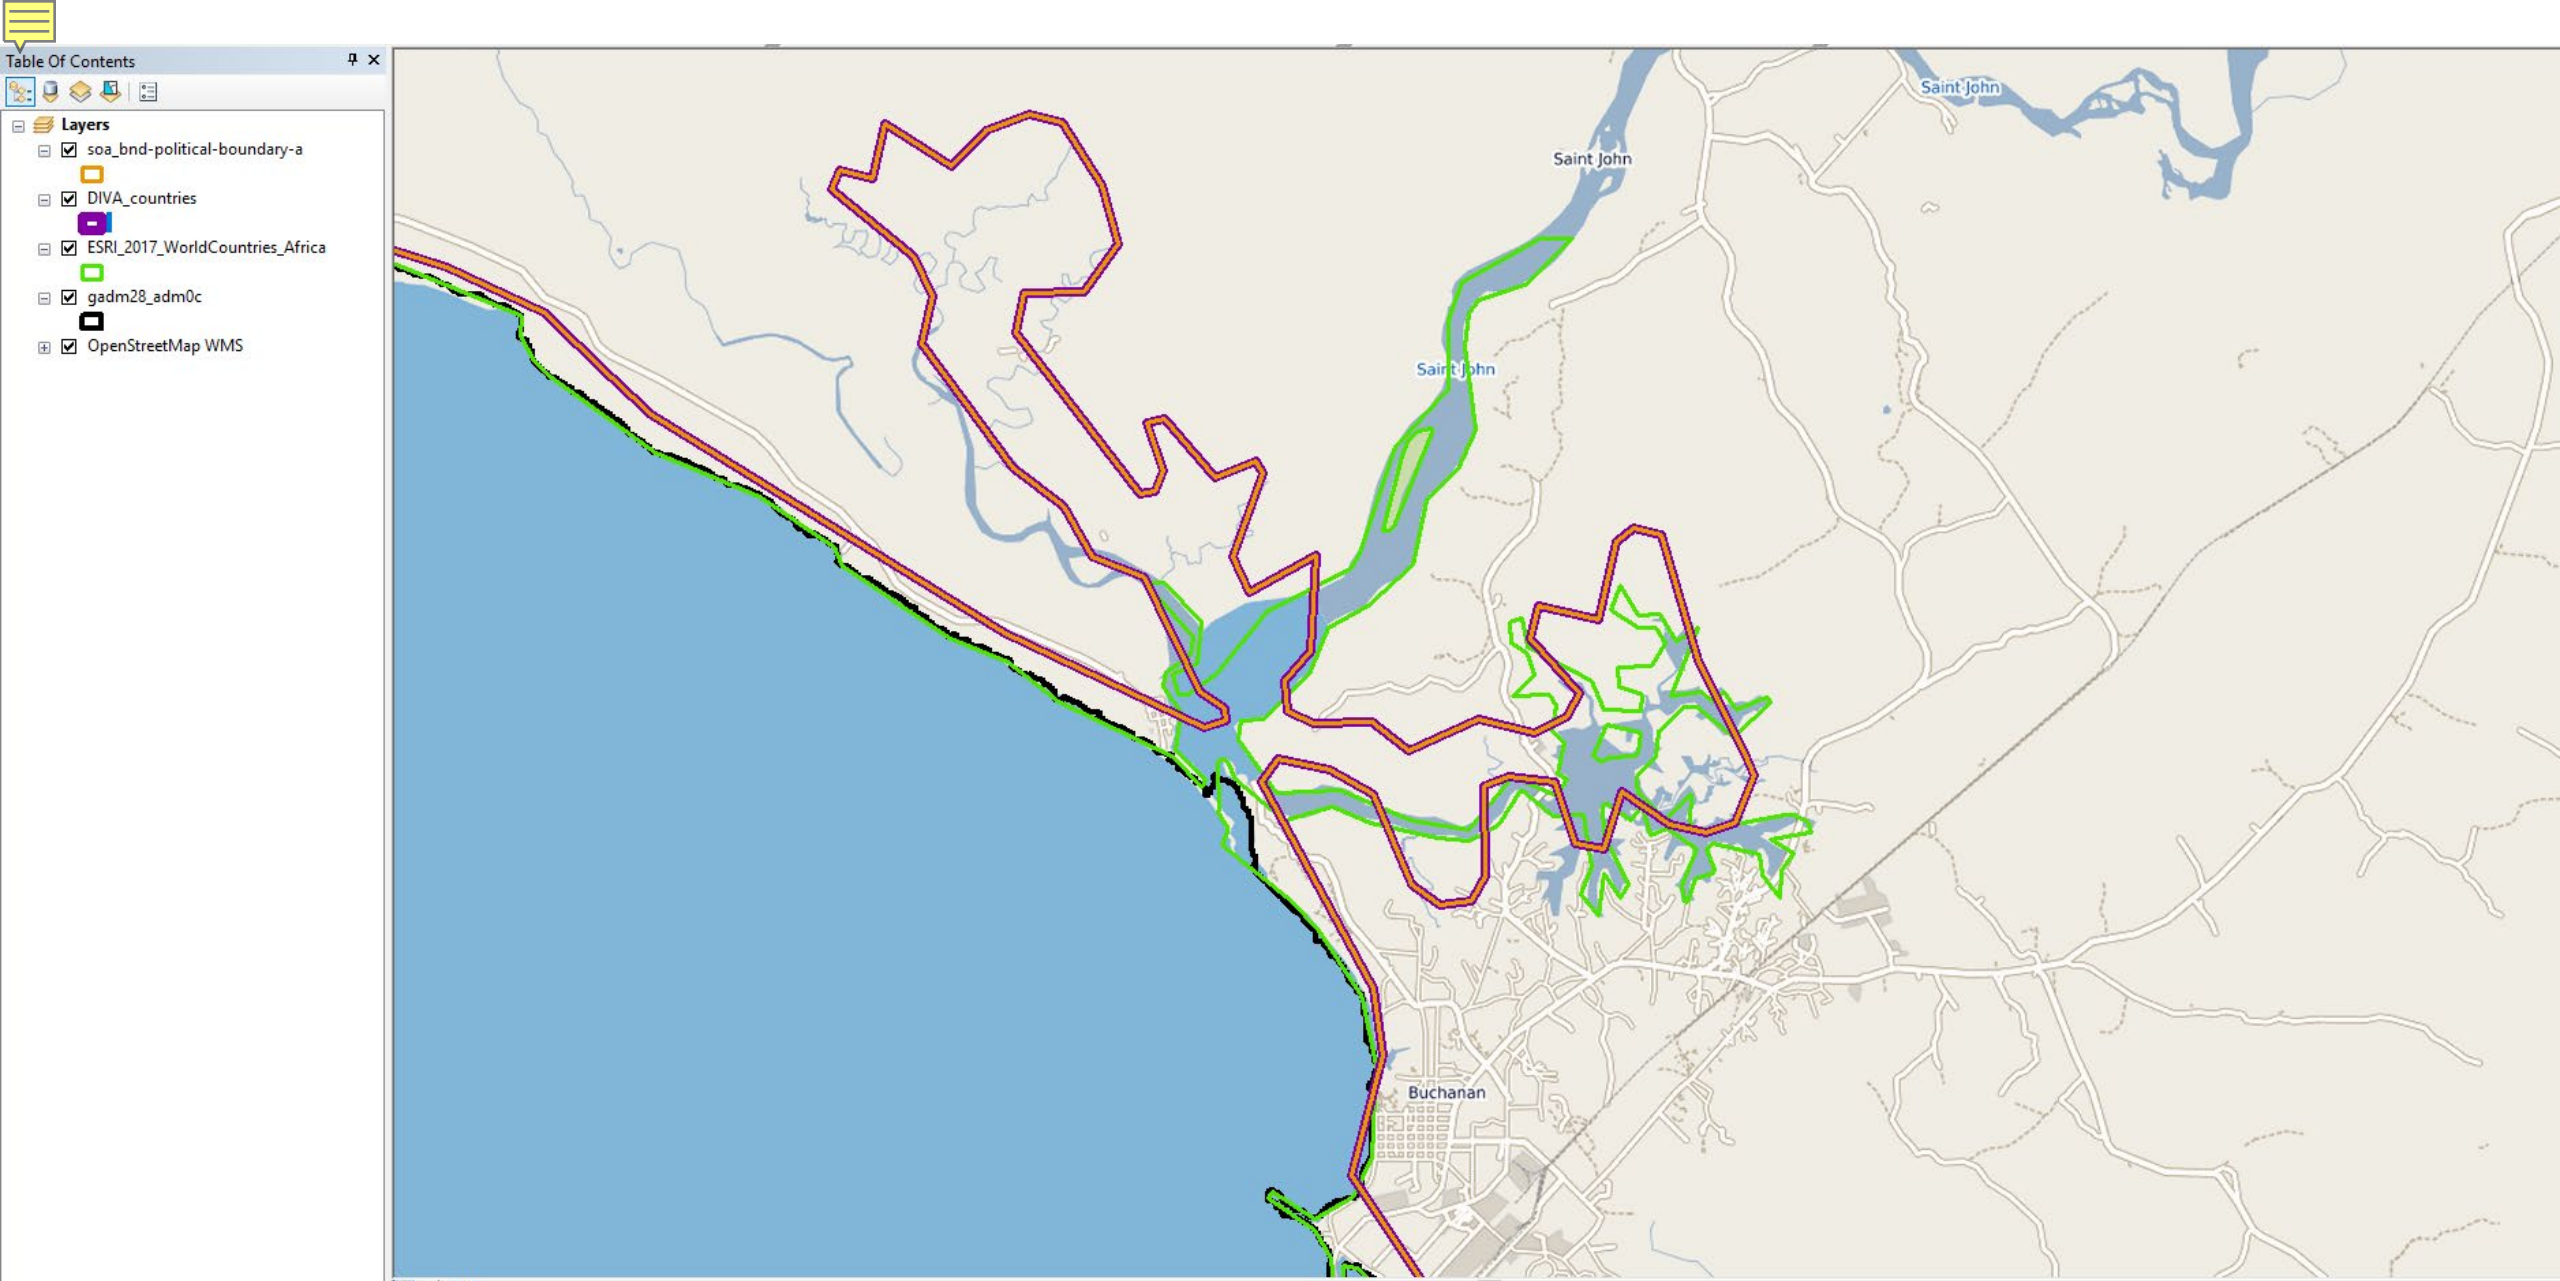 Table Of Contents
Layers
soa_bnd-political-boundary-a
DIVA_countries
ESRI_2017_WorldCountries_Africa
gadm28_adm0c
OpenStreetMap WMS
Saint John
Saint John
Saint John
Buchanan